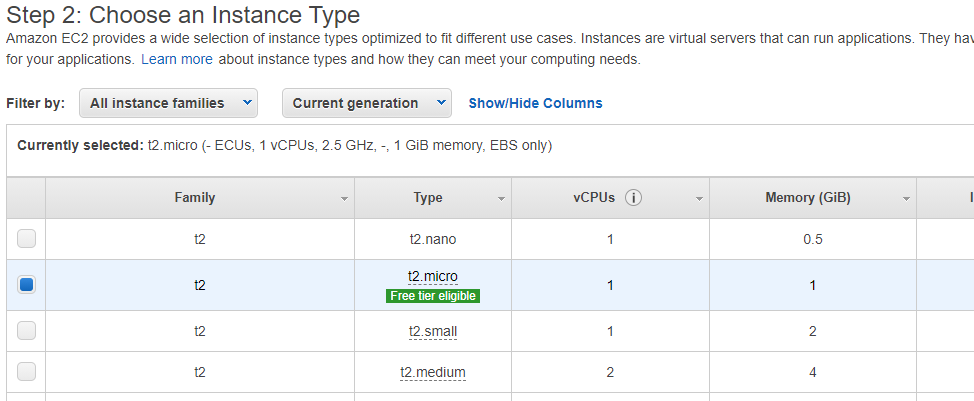 Step 2: Choose an Instance Type
Amazon EC2 provides a wide selection of instance types optimized to fit different use cases. Instances are virtual servers that can run applications. They
for your applications. Learn more about instance types and how they can meet your computing needs.
Filter by: All instance families Current generation Show/Hide Columns
Currently selected: t2.micro (- ECUs, 1 vCPUs, 2.5 GHz, -, 1 GiB memory, EBS only)
Family Type vCPUs i Memory (GiB)
t2 t2.nano 1 0.5
t2 t2.micro 1 1
Free tier eligible
t2 t2.small 1 2
t2 t2.medium 2 4